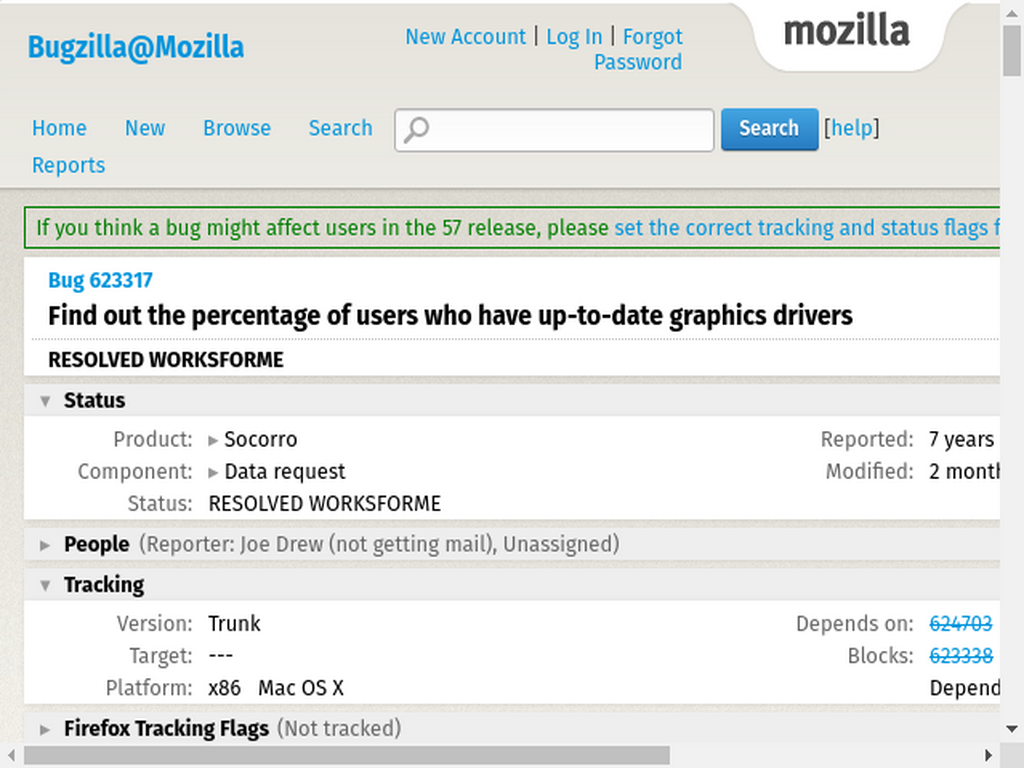 Bugzilla@Mozilla
New Account | Log In | Forgot
Password
mozilla
Home New Browse Search Search [help]
Reports
If you think a bug might affect users in the 57 release, please set the correct tracking and status flags f
Bug 623317
Find out the percentage of users who have up-to-date graphics drivers
RESOLVED WORKSFORME
Status
Product: Socorro Reported: 7 years
Component: Data request Modified: 2 month
Status: RESOLVED WORKSFORME
People (Reporter: Joe Drew (not getting mail), Unassigned)
Tracking
Version: Trunk Depends on: 624703
Target: --- Blocks: 623338
Platform: x86 Mac OS X Depend
Firefox Tracking Flags (Not tracked)